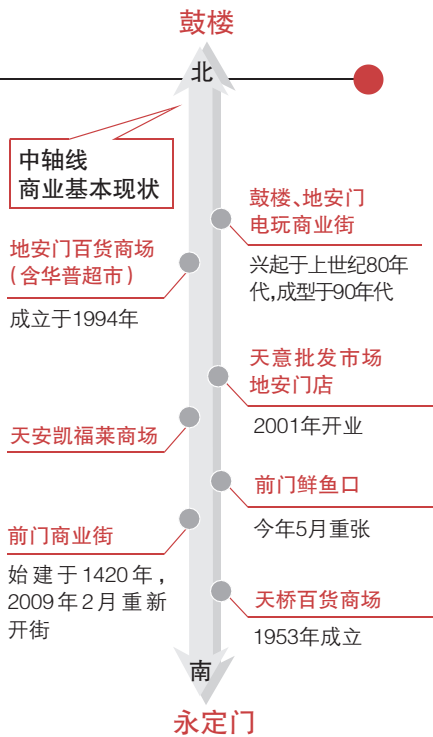 鼓楼
北
中轴线
商业基本现状
鼓楼、地安门
电玩商业街
兴起于上世纪80年
代,成型于90年代
地安门百货商场
(含华普超市)
成立于1994年
天意批发市场
地安门店
2001年开业
天安凯福莱商场
前门鲜鱼口
今年5月重张
前门商业街
始建于1420年,
2009年2月重新
开街
天桥百货商场
1953年成立
南
永定门